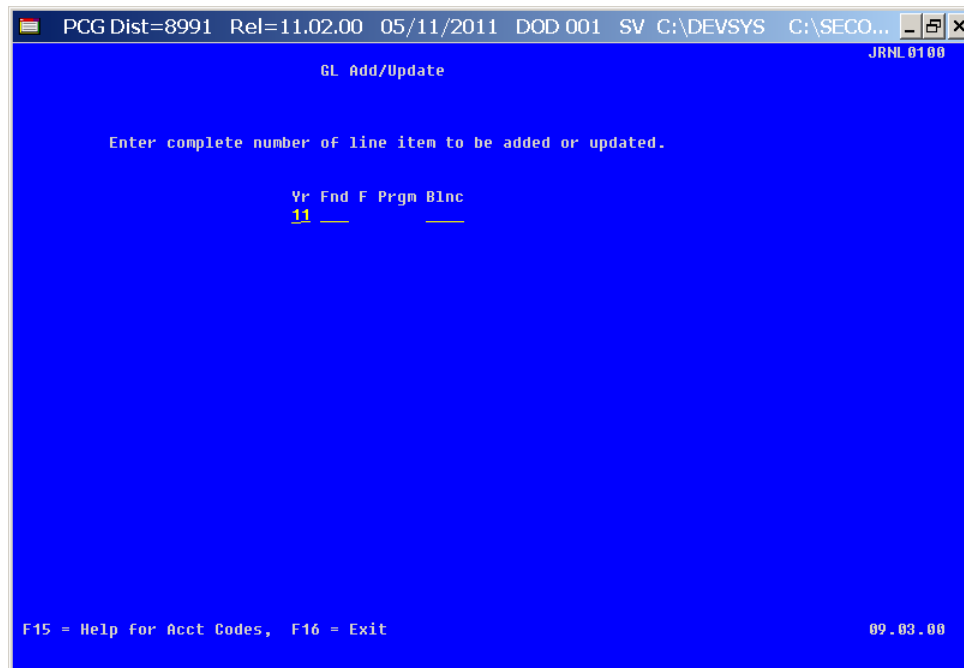 PCG Dist=8991 Rel=11.02.00 05/11/2011 DOD 001 SV C:\DEVSYS C:\SECO...
JRNL0100
GL Add/Update
Enter complete number of line item to be added or updated.
Yr Fnd F Prgm Blnc
11 ___ ____
F15 = Help for Acct Codes, F16 = Exit 09.03.00